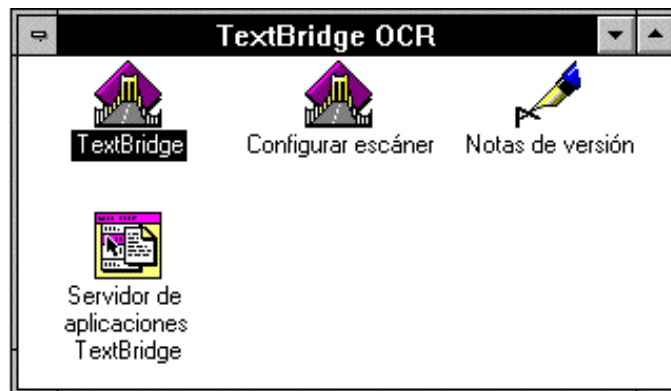 TextBridge OCR
TextBridge
Configurar escáner
Notas de versión
Servidor de
aplicaciones
TextBridge